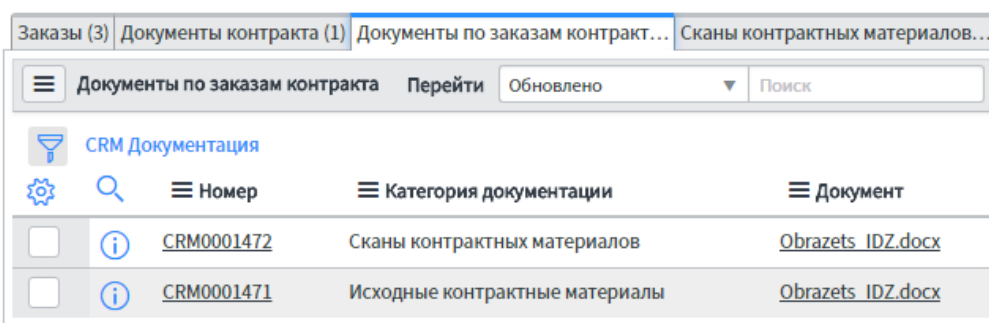 Заказы (3) Документы контракта (1) Документы по заказам контракт... Сканы контрактных материалов...
Документы по заказам контракта Перейти Обновлено Поиск
CRM Документация
Номер Категория документации Документ
CRM0001472 Сканы контрактных материалов Obrazets_IDZ.docx
CRM0001471 Исходные контрактные материалы Obrazets_IDZ.docx